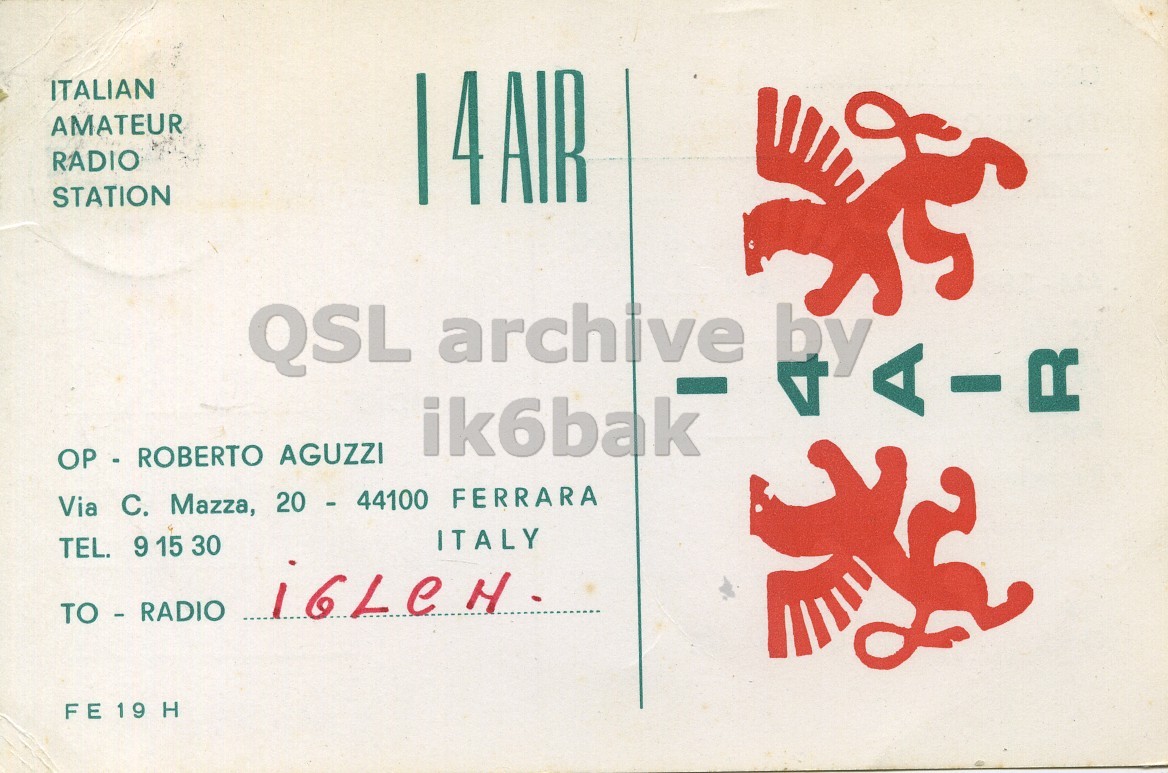 ITALIAN
AMATEUR
RADIO
STATION
I4AIR
QSL archive by
ik6bak
OP - ROBERTO AGUZZI
Via C. Mazza, 20 - 44100 FERRARA
TEL. 9 15 30 ITALY
TO - RADIO i6LCH.
FE 19 H
I4AIR